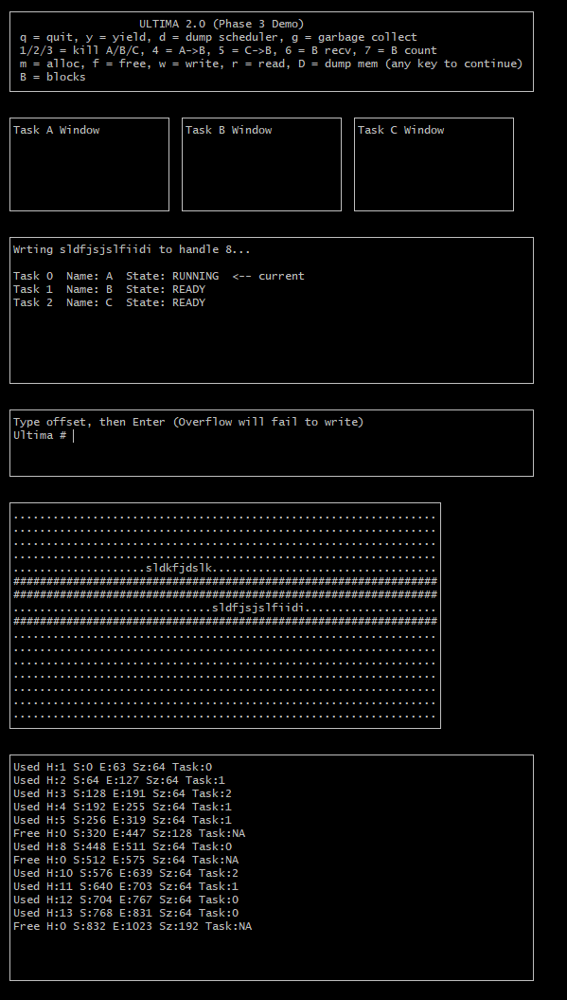 ULTIMA 2.0 (Phase 3 Demo)
q = quit, y = yield, d = dump scheduler, g = garbage collect
1/2/3 = kill A/B/C, 4 = A->B, 5 = C->B, 6 = B recv, 7 = B count
m = alloc, f = free, w = write, r = read, D = dump mem (any key to continue)
B = blocks
Task A Window
Task B Window
Task C Window
Wrting sldfjsjslfiidi to handle 8...
Task 0  Name: A  State: RUNNING  <-- current
Task 1  Name: B  State: READY
Task 2  Name: C  State: READY
Type offset, then Enter (Overflow will fail to write)
Ultima #
................................................................
................................................................
................................................................
................................................................
....................sldkfjdslk..................................
################################################################
################################################################
..............................sldfjsjslfiidi....................
################################################################
................................................................
................................................................
................................................................
................................................................
................................................................
................................................................
................................................................
Used H:1 S:0 E:63 Sz:64 Task:0
Used H:2 S:64 E:127 Sz:64 Task:1
Used H:3 S:128 E:191 Sz:64 Task:2
Used H:4 S:192 E:255 Sz:64 Task:1
Used H:5 S:256 E:319 Sz:64 Task:1
Free H:0 S:320 E:447 Sz:128 Task:NA
Used H:8 S:448 E:511 Sz:64 Task:0
Free H:0 S:512 E:575 Sz:64 Task:NA
Used H:10 S:576 E:639 Sz:64 Task:2
Used H:11 S:640 E:703 Sz:64 Task:1
Used H:12 S:704 E:767 Sz:64 Task:0
Used H:13 S:768 E:831 Sz:64 Task:0
Free H:0 S:832 E:1023 Sz:192 Task:NA